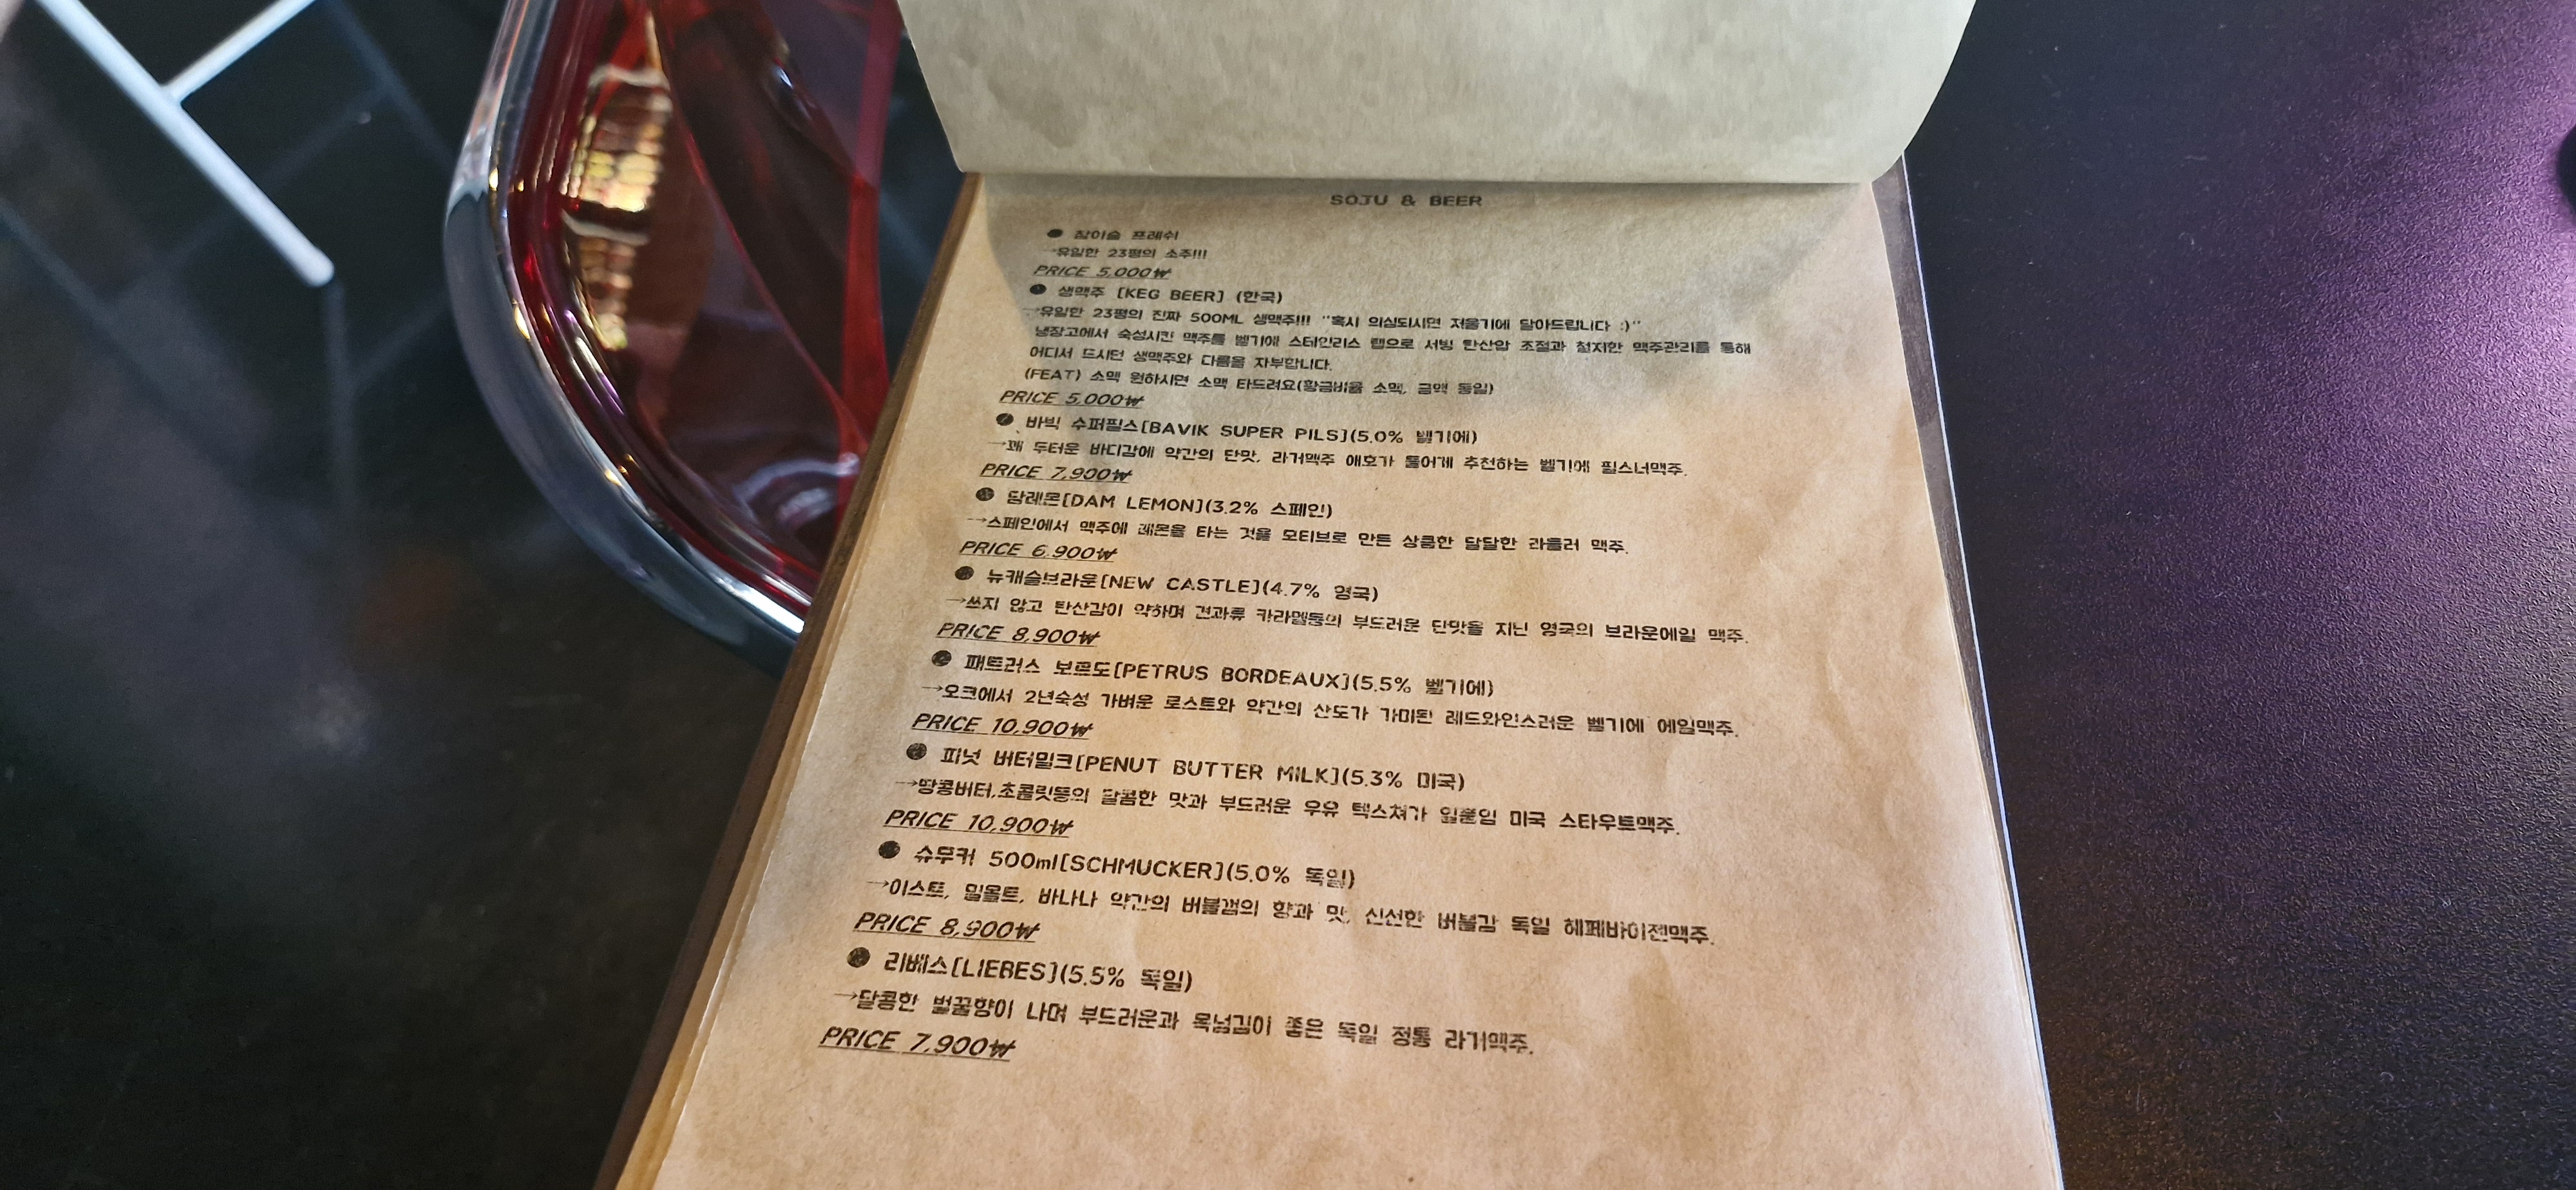 SOJU & BEER
●참이슬 프레쉬
→유일한 23평의 소주!!!
PRICE 5,000₩
● 생맥주 [KEG BEER] (한국)
→유일한 23평의 진짜 500ML 생맥주!!! "혹시 의심되시면 저울기에 달아드립니다 :)"
냉장고에서 숙성시킨 맥주를 벨기에 스테인리스 탭으로 서빙 탄산압 조절과 철저한 맥주관리를 통해
어디서 드시던 생맥주와 다름을 자부합니다.
(FEAT) 소맥 원하시면 소맥 타드려요(황금비율 소맥, 금액 동일)
PRICE 5,000₩
● 바빅 수퍼필스[BAVIK SUPER PILS](5.0% 벨기에)
→꽤 두터운 바디감에 약간의 단맛, 라거맥주 애호가 들어게 추천하는 벨기에 필스너맥주.
PRICE 7,900₩
● 담레몬[DAM LEMON](3.2% 스페인)
→스페인에서 맥주에 레몬을 타는 것을 모티브로 만든 상큼한 달달한 라들러 맥주.
PRICE 6,900₩
● 뉴캐슬브라운[NEW CASTLE](4.7% 영국)
→쓰지 않고 탄산감이 약하며 견과류 카라멜등의 부드러운 단맛을 지닌 영국의 브라운에일 맥주.
PRICE 8,900₩
● 패트러스 보르도[PETRUS BORDEAUX](5.5% 벨기에)
→오크에서 2년숙성 가벼운 로스트와 약간의 산도가 가미된 레드와인스러운 벨기에 에일맥주.
PRICE 10,900₩
● 피넛 버터밀크[PENUT BUTTER MILK](5.3% 미국)
→땅콩버터,초콜릿등의 달콤한 맛과 부드러운 우유 텍스쳐가 일품임 미국 스타우트맥주.
PRICE 10,900₩
● 슈무커 500ml[SCHMUCKER](5.0% 독일)
→이스트, 밀몰트, 바나나 약간의 버블껌의 향과 맛, 신선한 버블감 독일 헤페바이젠맥주.
PRICE 8,900₩
● 리베스[LIEBES](5.5% 독일)
→달콤한 벌꿀향이 나며 부드러운과 목넘김이 좋은 독일 정통 라거맥주.
PRICE 7,900₩